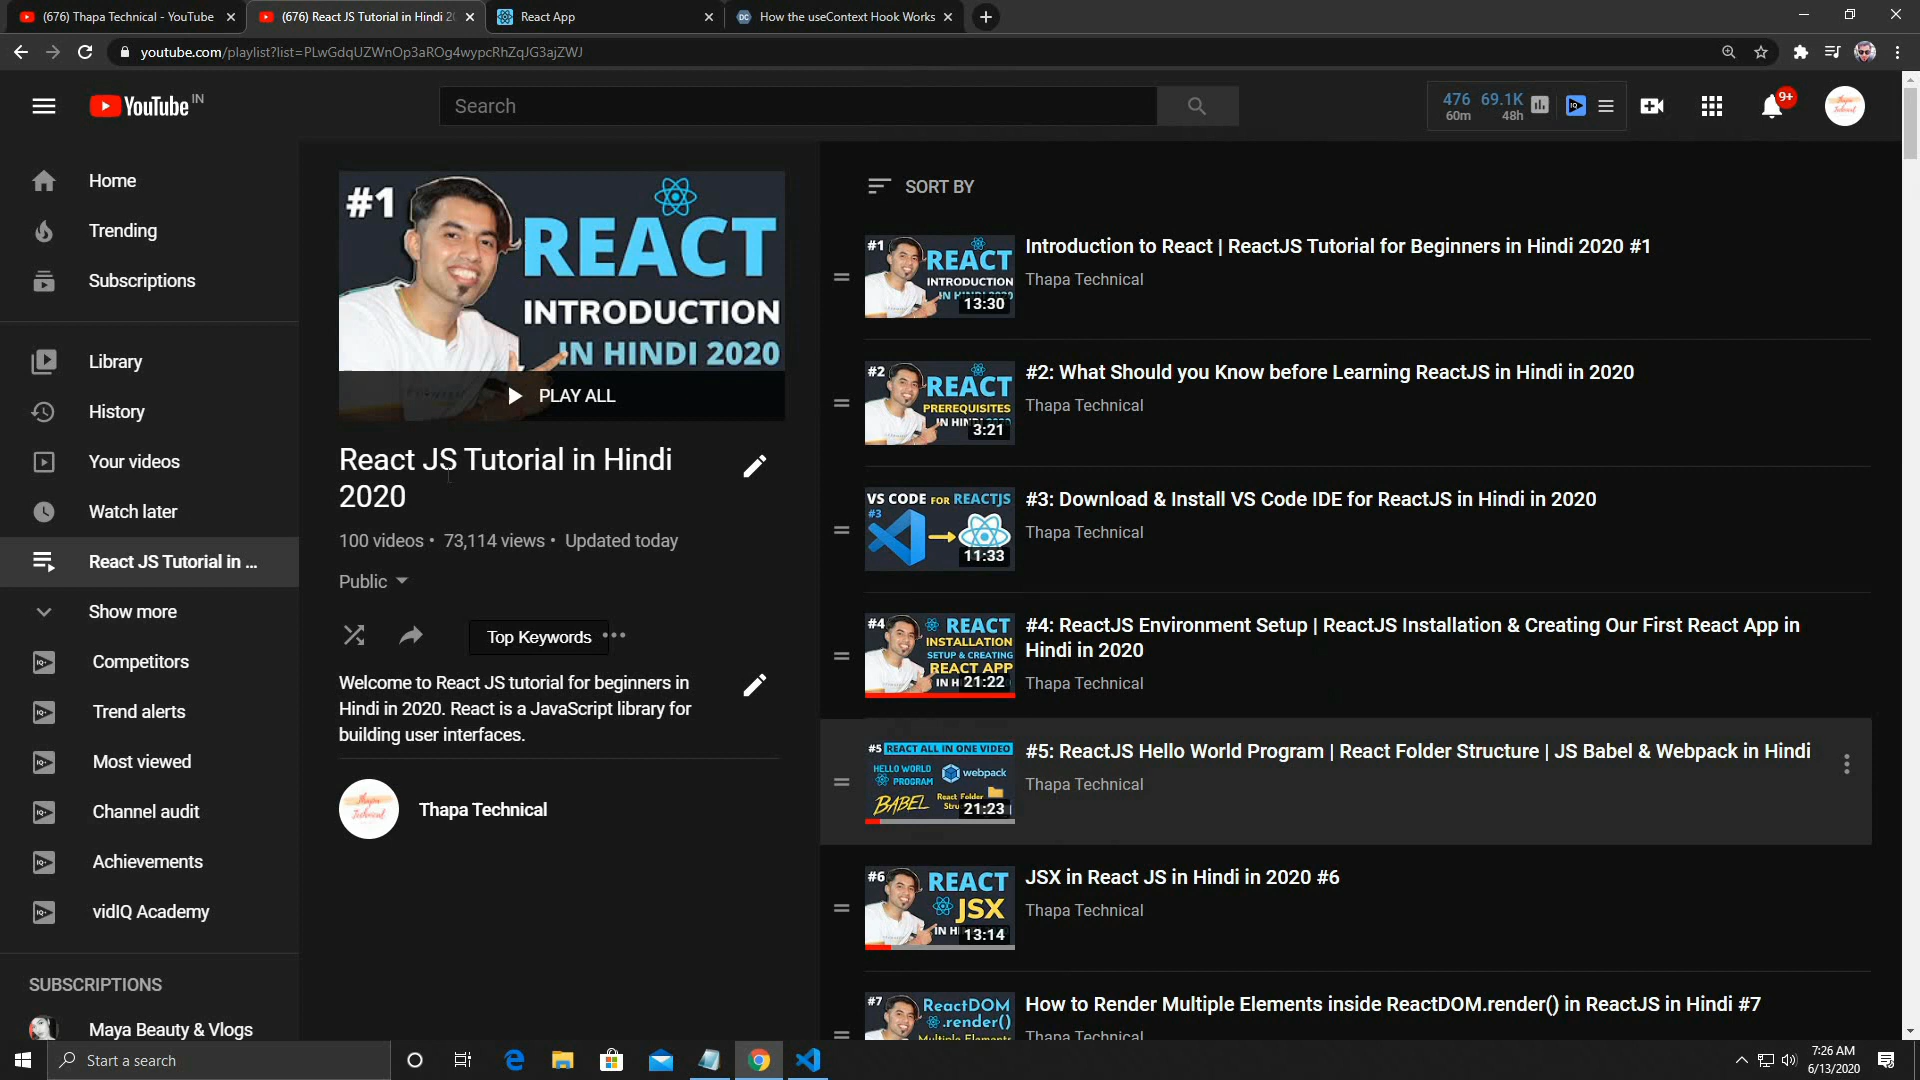 (676) Thapa Technical - YouTube
(676) React JS Tutorial in Hindi 20
React App
How the useContext Hook Works
youtube.com/playlist?list=PLwGdqUZWnOp3aROg4wypcRhZqJG3ajZWJ
YouTube IN
Search
476 69.1K
60m 48h
9+
Home
Trending
Subscriptions
Library
History
Your videos
Watch later
React JS Tutorial in ...
Show more
Competitors
Trend alerts
Most viewed
Channel audit
Achievements
vidIQ Academy
SUBSCRIPTIONS
Maya Beauty & Vlogs
#1
REACT
INTRODUCTION
IN HINDI 2020
PLAY ALL
React JS Tutorial in Hindi
2020
100 videos • 73,114 views • Updated today
Public
Top Keywords
Welcome to React JS tutorial for beginners in
Hindi in 2020. React is a JavaScript library for
building user interfaces.
Thapa Technical
SORT BY
#1
REACT
INTRODUCTION
13:30
Introduction to React | ReactJS Tutorial for Beginners in Hindi 2020 #1
Thapa Technical
#2
REACT
PREREQUISITES
3:21
#2: What Should you Know before Learning ReactJS in Hindi in 2020
Thapa Technical
VS CODE FOR REACTJS
#3
11:33
#3: Download & Install VS Code IDE for ReactJS in Hindi in 2020
Thapa Technical
#4
REACT
INSTALLATION
SETUP & CREATING
REACT APP
21:22
#4: ReactJS Environment Setup | ReactJS Installation & Creating Our First React App in
Hindi in 2020
Thapa Technical
#5 REACT ALL IN ONE VIDEO
HELLO WORLD
PROGRAM
webpack
BABEL
React Folder
21:23
#5: ReactJS Hello World Program | React Folder Structure | JS Babel & Webpack in Hindi
Thapa Technical
#6
REACT
JSX
13:14
JSX in React JS in Hindi in 2020 #6
Thapa Technical
#7
ReactDOM
.render()
How to Render Multiple Elements inside ReactDOM.render() in ReactJS in Hindi #7
Thapa Technical
Start a search
7:26 AM
6/13/2020